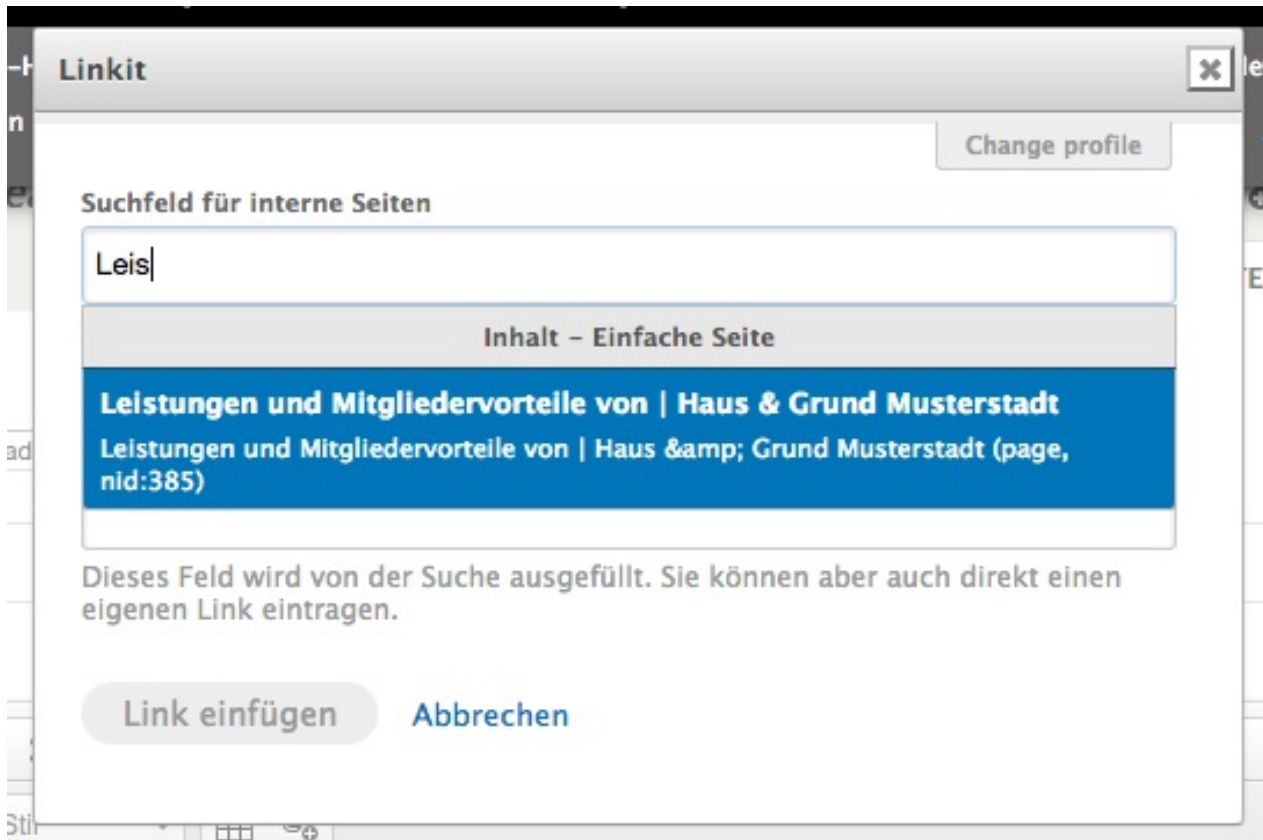 Linkit
Change profile
Suchfeld für interne Seiten
Leis
Inhalt – Einfache Seite
Leistungen und Mitgliedervorteile von | Haus & Grund Musterstadt
Leistungen und Mitgliedervorteile von | Haus &amp; Grund Musterstadt (page,
nid:385)
Dieses Feld wird von der Suche ausgefüllt. Sie können aber auch direkt einen
eigenen Link eintragen.
Link einfügen Abbrechen